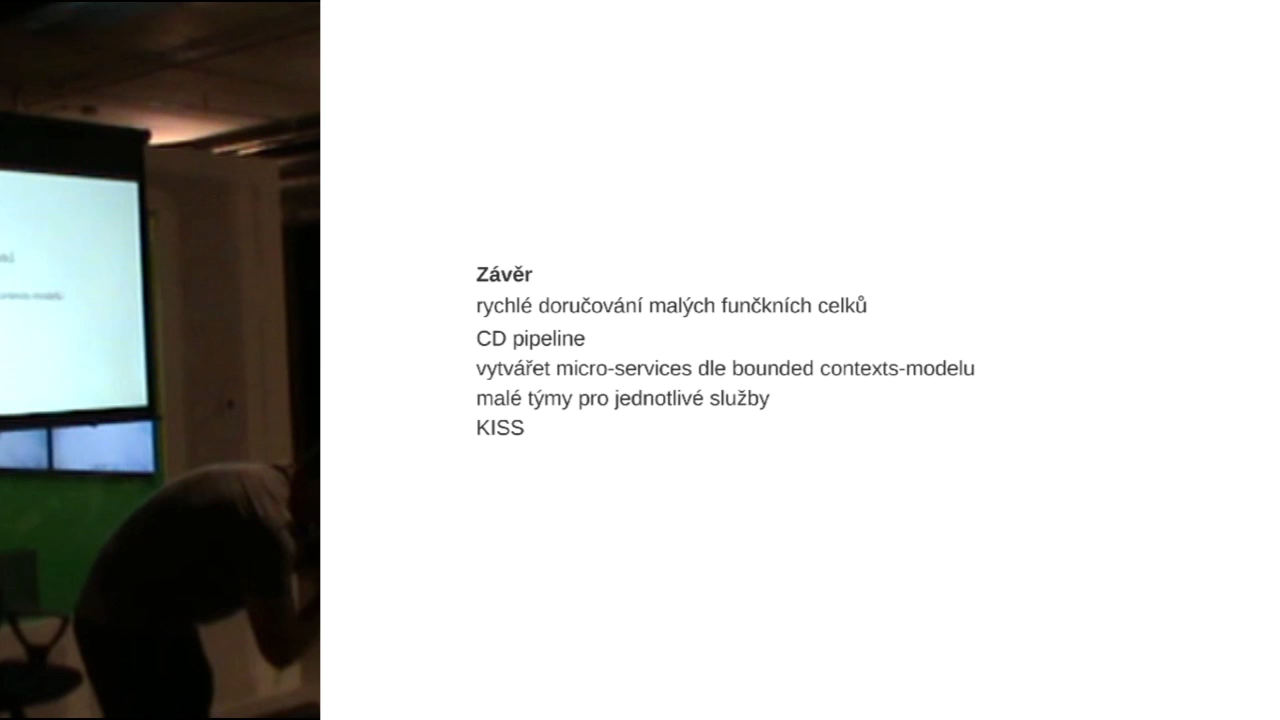 Závěr
rychlé doručování malých funčkních celků
CD pipeline
vytvářet micro-services dle bounded contexts-modelu
malé týmy pro jednotlivé služby
KISS